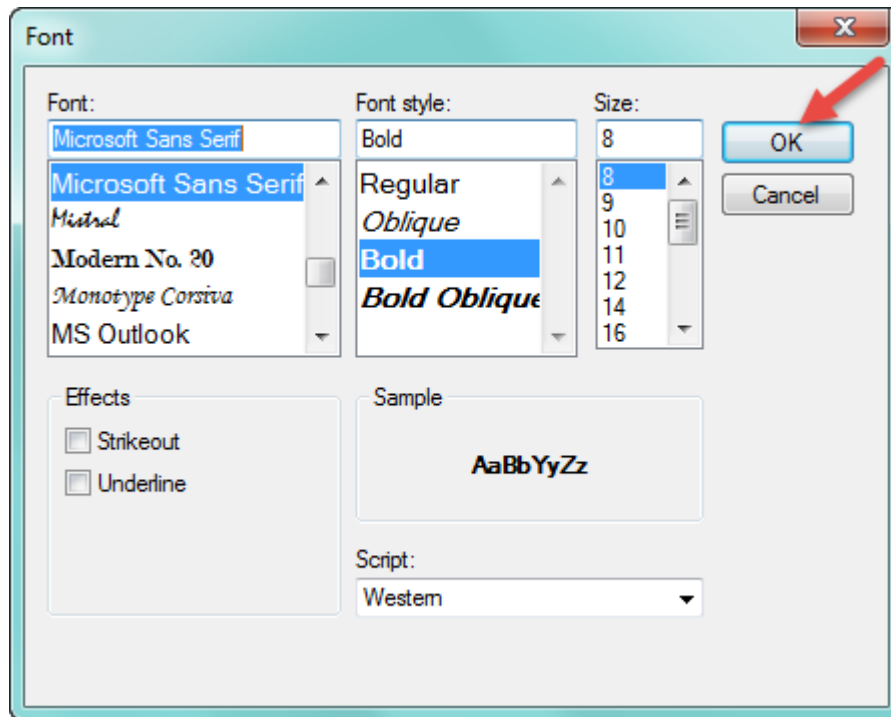 Font
Font:
Font style:
Size:
Microsoft Sans Serif
Bold
8
OK
Cancel
Microsoft Sans Serif
Mistral
Modern No. 20
Monotype Corsiva
MS Outlook
Regular
Oblique
Bold
Bold Oblique
8
9
10
11
12
14
16
Effects
Strikeout
Underline
Sample
AaBbYyZz
Script:
Western